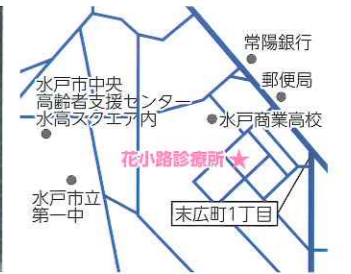 常陽銀行
郵便局
水戸市中央
高齢者支援センター
水高スクエア内
水戸商業高校
花小路診療所★
水戸市立
第一中
末広町1丁目